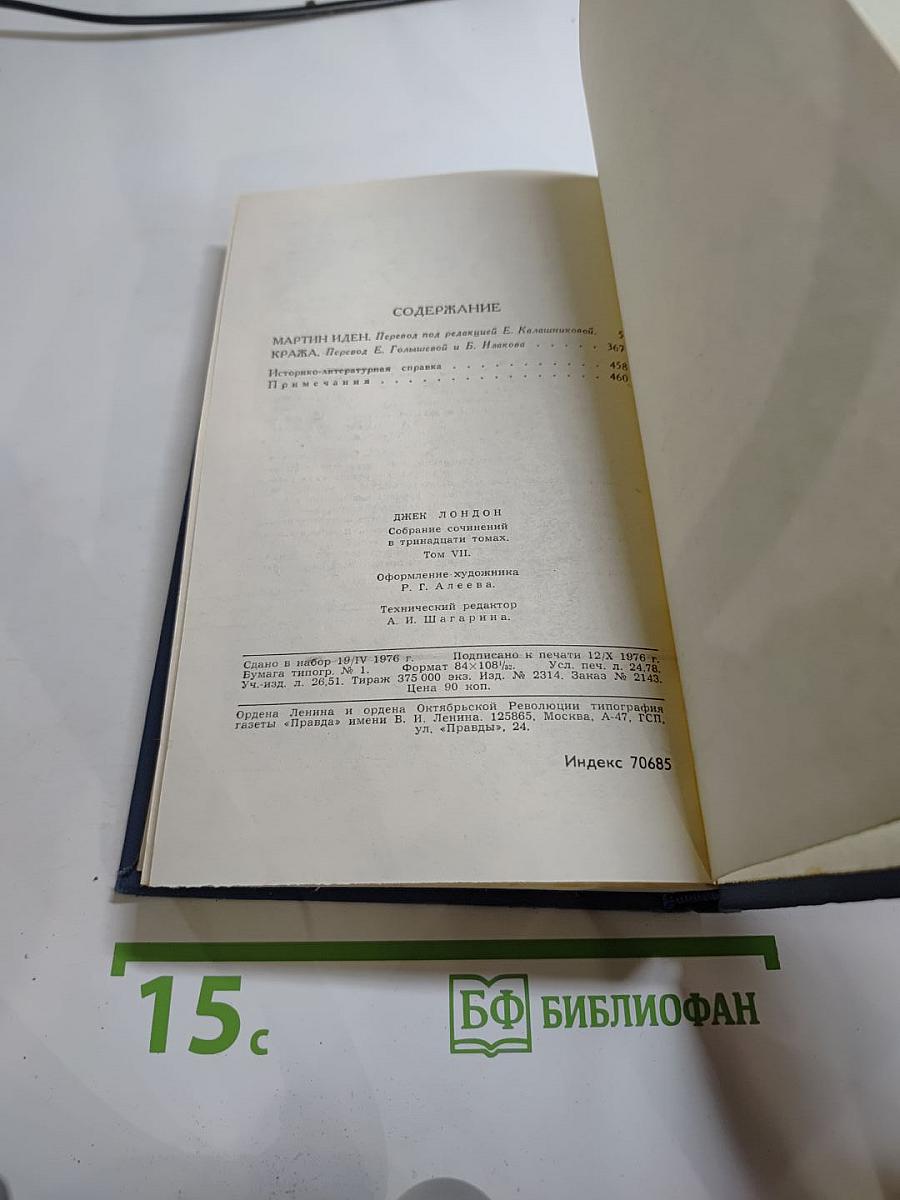 СОДЕРЖАНИЕ
МАРТИН ИДЕН. Перевод под редакцией Е. Калашниковой. 5
КРАЖА. Перевод Е. Голышевой и Б. Изакова . . . . . 367
Историко-литературная справка . . . . . . . . . . . 458
Примечания . . . . . . . . . . . . . . . . 460
ДЖЕК ЛОНДОН
Собрание сочинений
в тринадцати томах.
Том VII.
Оформление художника
Р. Г. Алеева.
Технический редактор
А. И. Шагарина.
Сдано в набор 19/IV 1976 г. Подписано к печати 12/X 1976 г.
Бумага типогр. № 1. Формат 84×108¹/₃₂. Усл. печ. л. 24,78.
Уч.-изд. л. 26,51. Тираж 375 000 экз. Изд. № 2314. Заказ № 2143.
Цена 90 коп.
Ордена Ленина и ордена Октябрьской Революции типография
газеты «Правда» имени В. И. Ленина. 125865, Москва, А-47, ГСП,
ул. «Правды», 24.
Индекс 70685
15 с
БФ БИБЛИОФАН